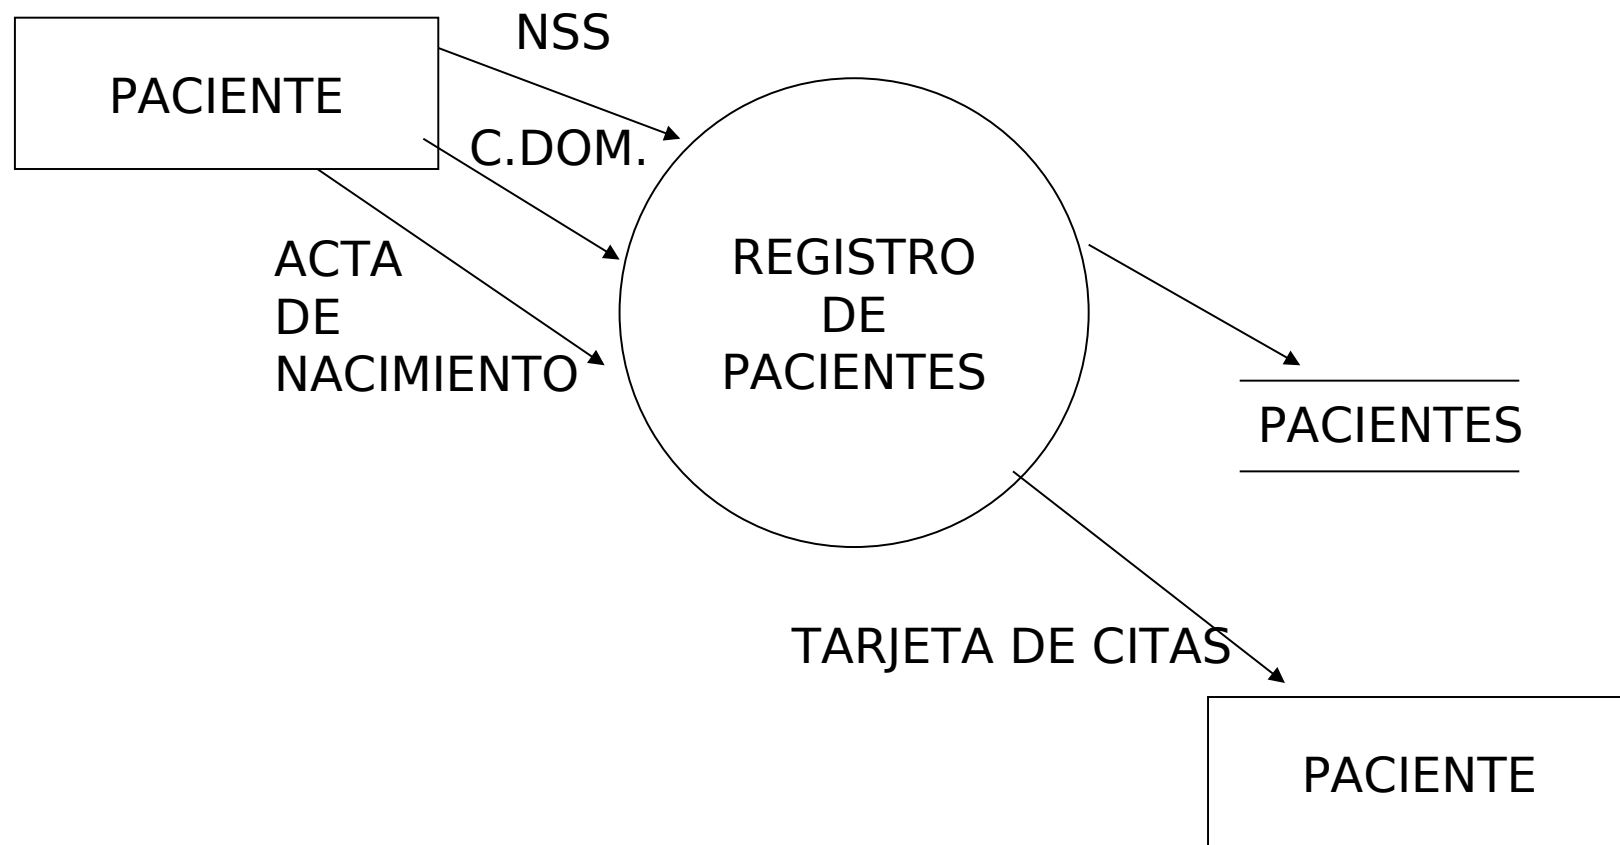 NSS
PACIENTE
C.DOM.
ACTA
DE
NACIMIENTO
REGISTRO
DE
PACIENTES
PACIENTES
TARJETA DE CITAS
PACIENTE